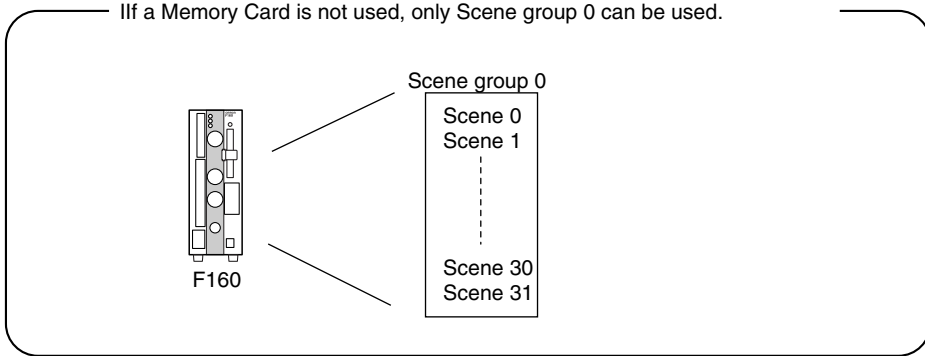 IIf a Memory Card is not used, only Scene group 0 can be used.
Scene group 0
Scene 0
Scene 1
Scene 30
Scene 31
F160